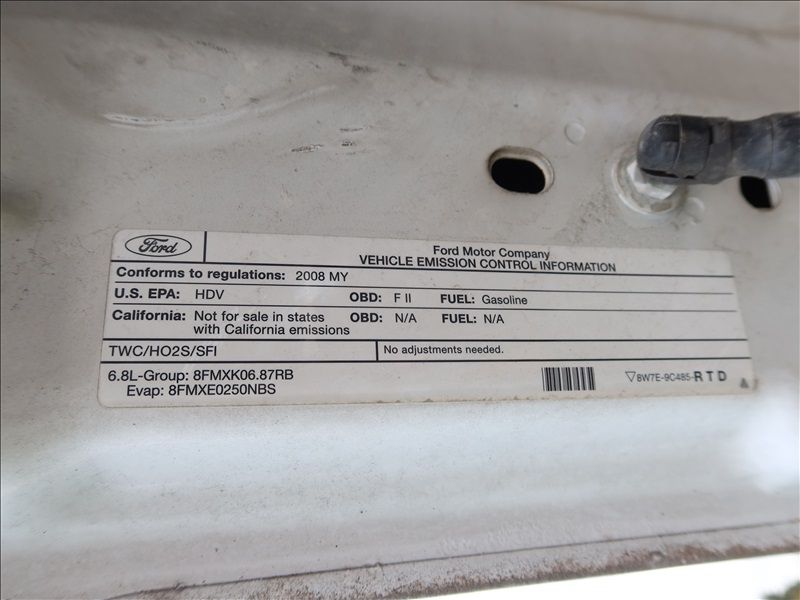 Ford
Ford Motor Company
VEHICLE EMISSION CONTROL INFORMATION
Conforms to regulations: 2008 MY
U.S. EPA: HDV OBD: F II FUEL: Gasoline
California: Not for sale in states OBD: N/A FUEL: N/A
with California emissions
TWC/HO2S/SFI No adjustments needed.
6.8L-Group: 8FMXK06.87RB
Evap: 8FMXE0250NBS
8W7E-9C485-RTD